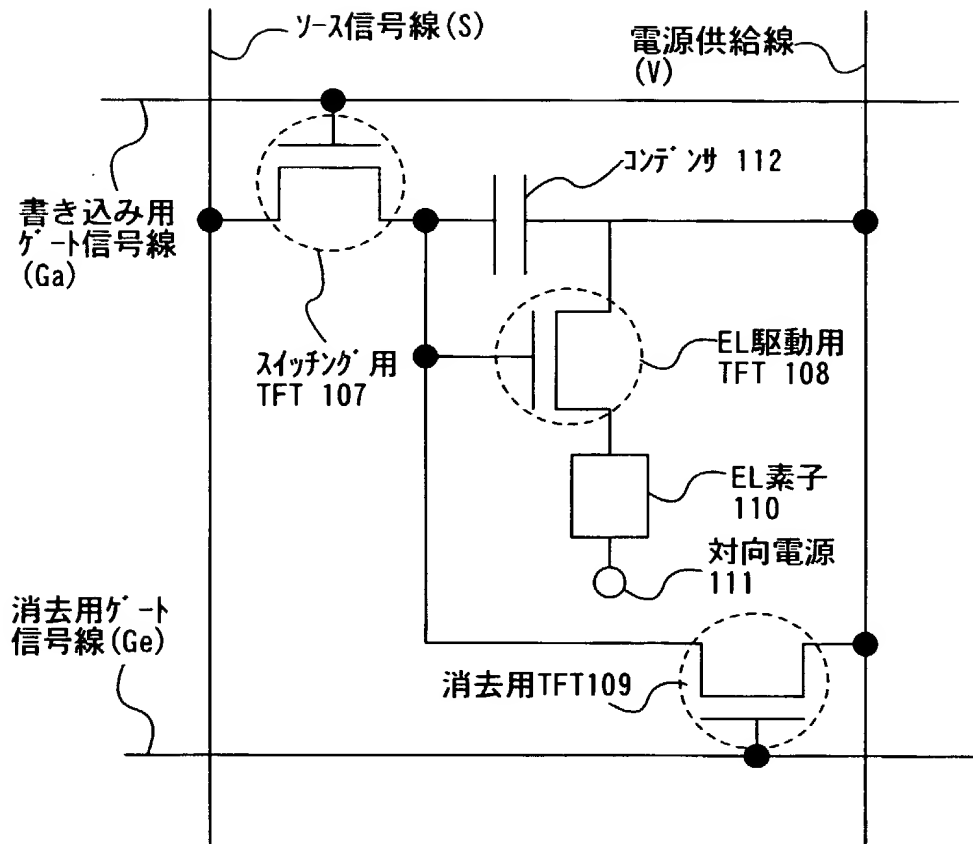 ソース信号線(S)
電源供給線
(V)
コンデンサ 112
書き込み用
ゲート信号線
(Ga)
スイッチング用
TFT 107
EL駆動用
TFT 108
EL素子
110
対向電源
111
消去用ゲート
信号線(Ge)
消去用TFT109